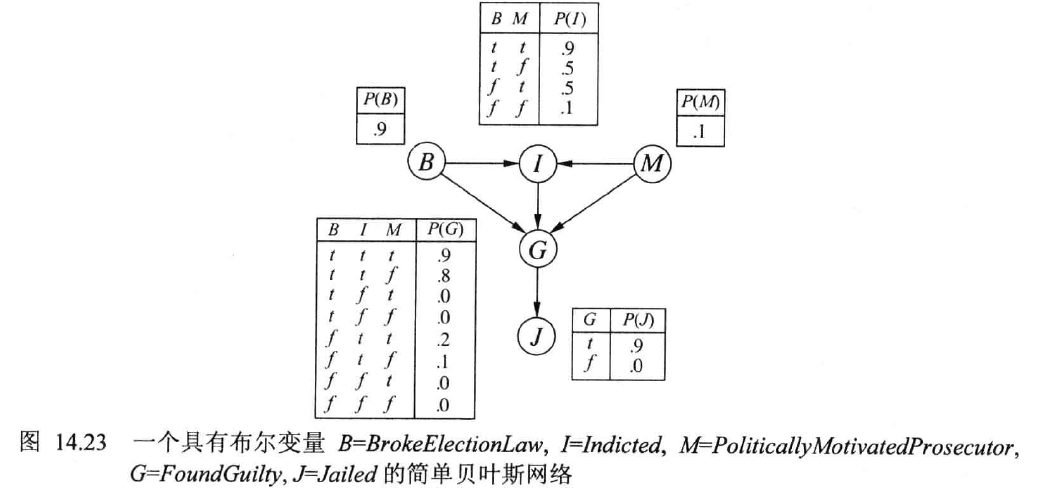 B M P(I)
t t .9
t f .5
f t .5
f f .1
P(B)
.9
P(M)
.1
B
I
M
B I M P(G)
t t t .9
t t f .8
t f t .0
t f f .0
f t t .2
f t f .1
f f t .0
f f f .0
G
J
G P(J)
t .9
f .0
图 14.23 一个具有布尔变量 B=BrokeElectionLaw, I=Indicted, M=PoliticallyMotivatedProsecutor,
G=FoundGuilty, J=Jailed 的简单贝叶斯网络